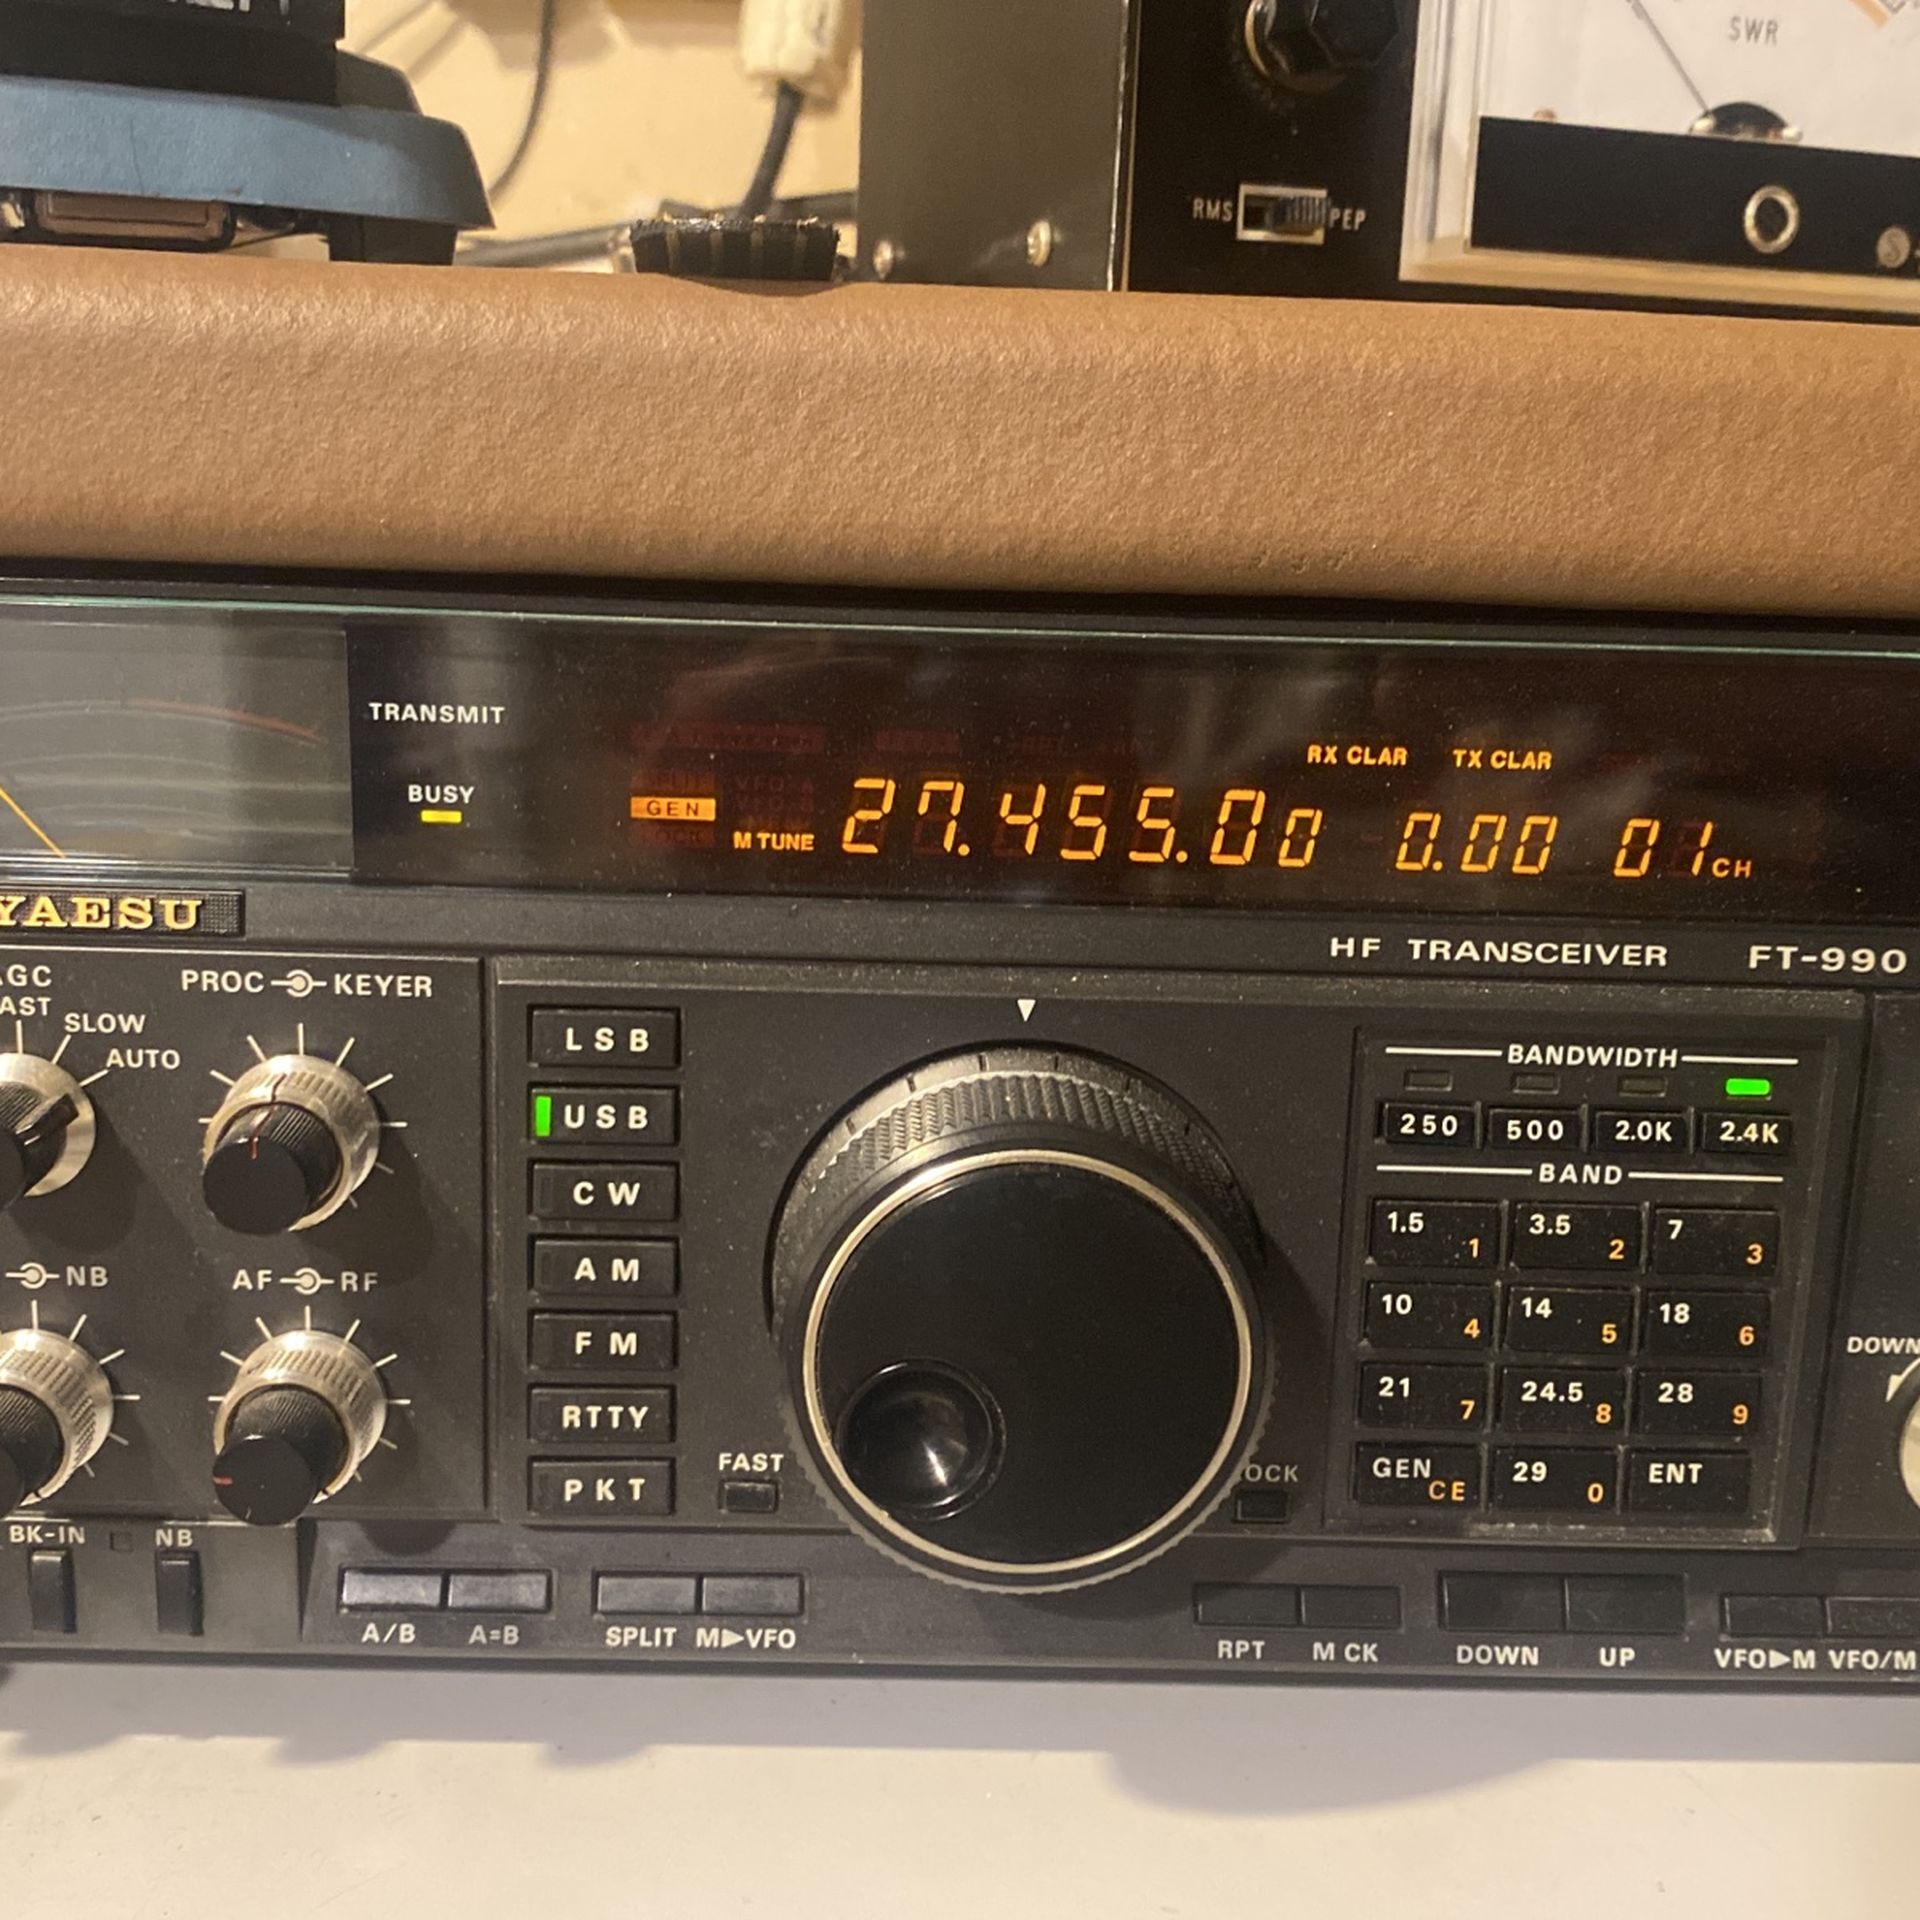 SWR
RMS PEP
TRANSMIT
BUSY
RX CLAR TX CLAR
GEN
M TUNE
27.455.00 0.00 01 CH
YAESU
HF TRANSCEIVER FT-990
PROC KEYER
SLOW
AUTO
LSB
USB
CW
AM
FM
RTTY
PKT
BANDWIDTH
250 500 2.0K 2.4K
BAND
1.5 1 3.5 2 7 3
10 4 14 5 18 6
21 7 24.5 8 28 9
GEN CE 29 0 ENT
NB
AF RF
DOWN
FAST
BK-IN NB
A/B A=B SPLIT M▶VFO
RPT M CK DOWN UP VFO▶M VFO/M